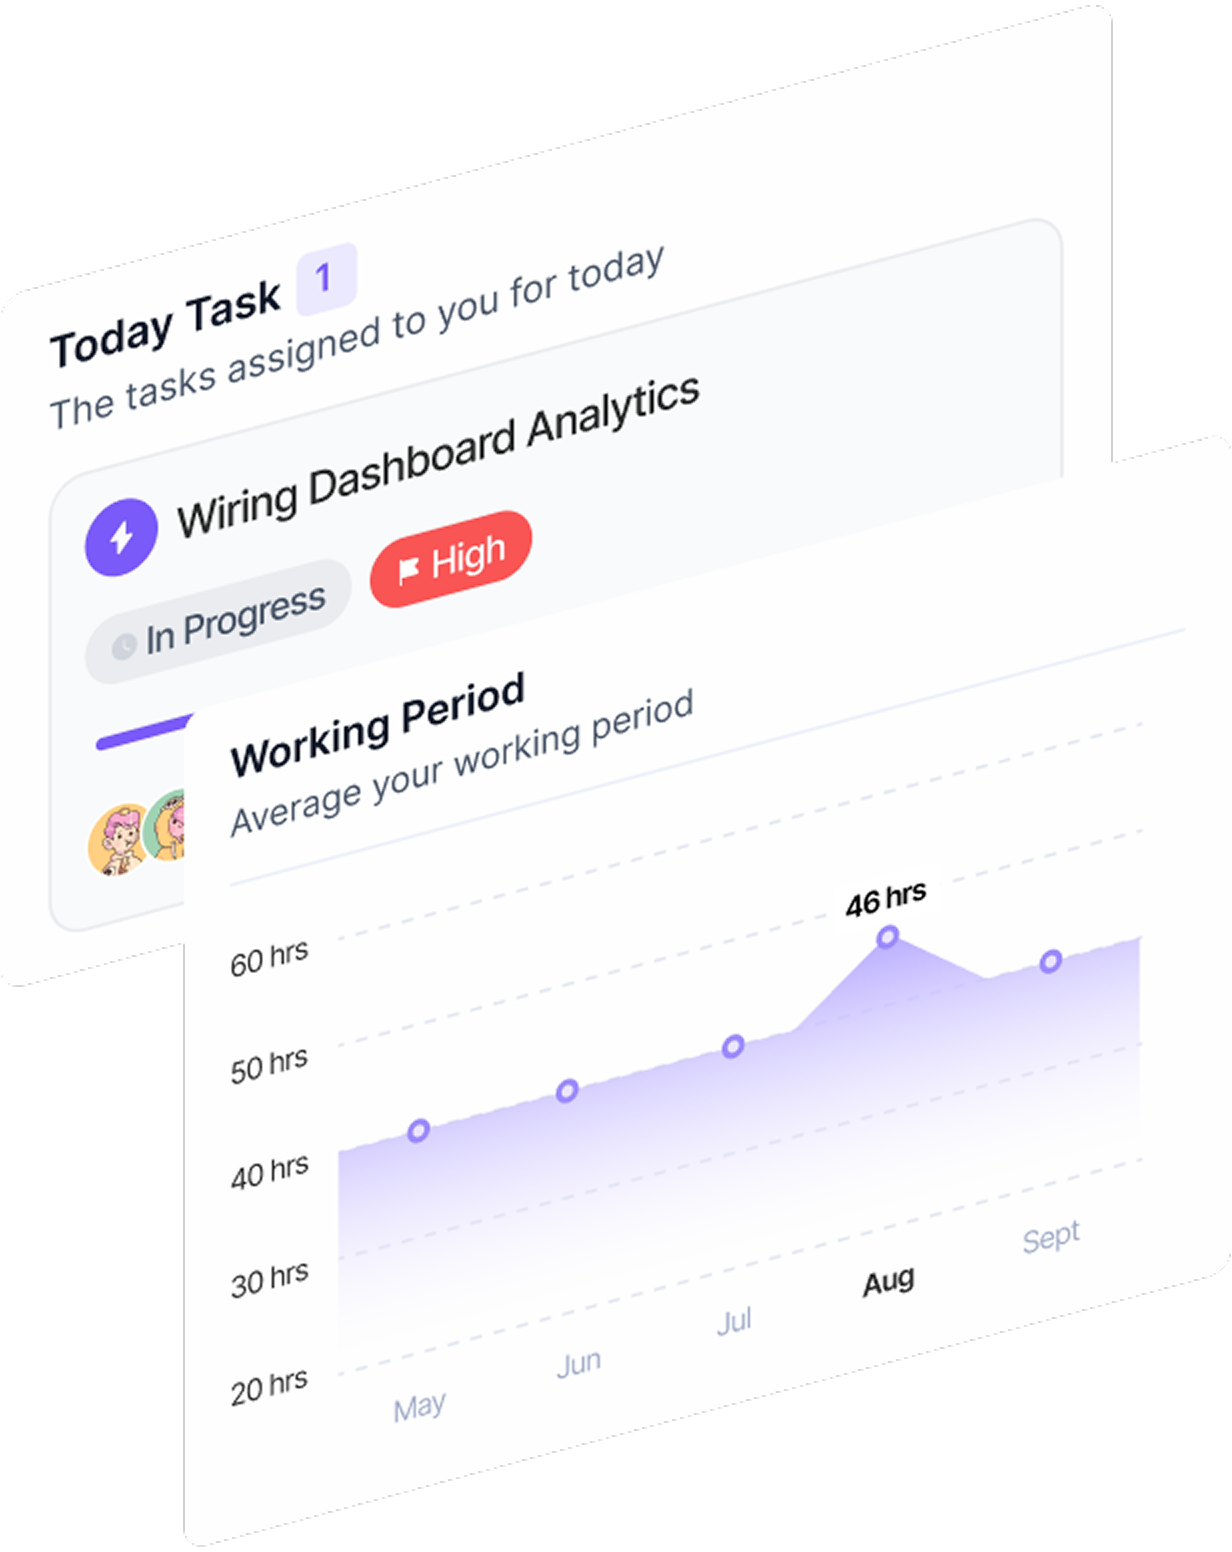 Today Task 1
The tasks assigned to you for today
Wiring Dashboard Analytics
In Progress
High
Working Period
Average your working period
46 hrs
60 hrs
50 hrs
40 hrs
30 hrs
20 hrs
May
Jun
Jul
Aug
Sept